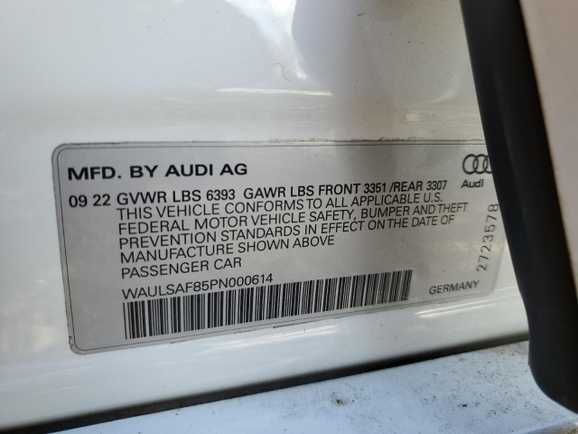 MFD. BY AUDI AG
09 22 GVWR LBS 6393 GAWR LBS FRONT 3351 /REAR 3307
THIS VEHICLE CONFORMS TO ALL APPLICABLE U.S.
FEDERAL MOTOR VEHICLE SAFETY, BUMPER AND THEFT
PREVENTION STANDARDS IN EFFECT ON THE DATE OF
MANUFACTURE SHOWN ABOVE
PASSENGER CAR
WAULSAF85PN000614
GERMANY
Audi
2723578